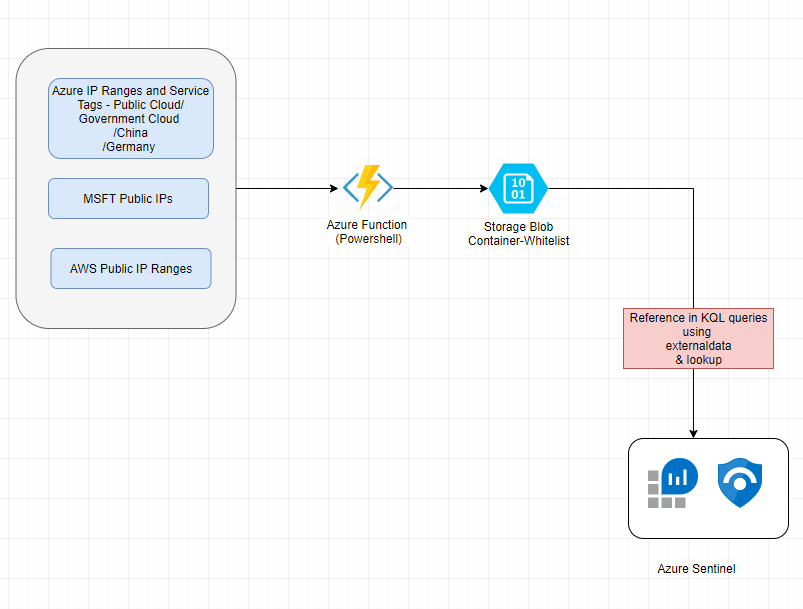 Azure IP Ranges and Service
Tags - Public Cloud/
Government Cloud
/China
/Germany
MSFT Public IPs
AWS Public IP Ranges
Azure Function
(Powershell)
10
01
Storage Blob
Container-Whitelist
Reference in KQL queries
using
externaldata
& lookup
Azure Sentinel